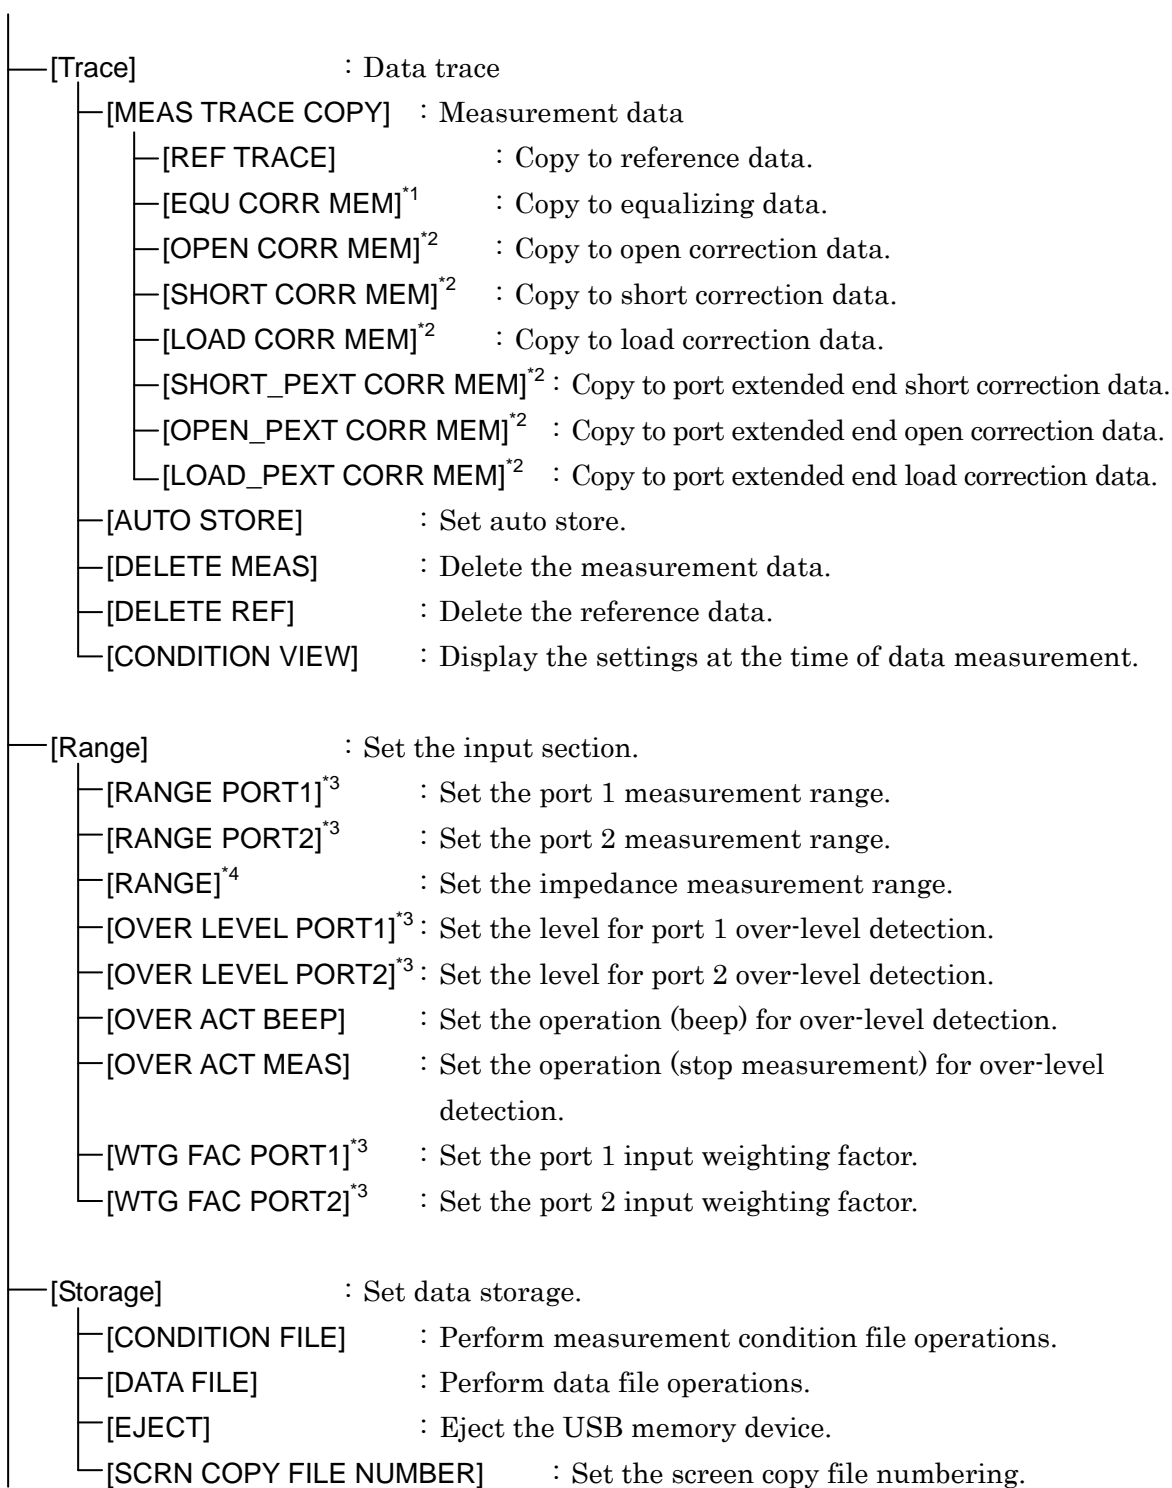 [Trace] : Data trace
[MEAS TRACE COPY] : Measurement data
[REF TRACE] : Copy to reference data.
[EQU CORR MEM]*1 : Copy to equalizing data.
[OPEN CORR MEM]*2 : Copy to open correction data.
[SHORT CORR MEM]*2 : Copy to short correction data.
[LOAD CORR MEM]*2 : Copy to load correction data.
[SHORT_PEXT CORR MEM]*2 : Copy to port extended end short correction data.
[OPEN_PEXT CORR MEM]*2 : Copy to port extended end open correction data.
[LOAD_PEXT CORR MEM]*2 : Copy to port extended end load correction data.
[AUTO STORE] : Set auto store.
[DELETE MEAS] : Delete the measurement data.
[DELETE REF] : Delete the reference data.
[CONDITION VIEW] : Display the settings at the time of data measurement.
[Range] : Set the input section.
[RANGE PORT1]*3 : Set the port 1 measurement range.
[RANGE PORT2]*3 : Set the port 2 measurement range.
[RANGE]*4 : Set the impedance measurement range.
[OVER LEVEL PORT1]*3 : Set the level for port 1 over-level detection.
[OVER LEVEL PORT2]*3 : Set the level for port 2 over-level detection.
[OVER ACT BEEP] : Set the operation (beep) for over-level detection.
[OVER ACT MEAS] : Set the operation (stop measurement) for over-level
detection.
[WTG FAC PORT1]*3 : Set the port 1 input weighting factor.
[WTG FAC PORT2]*3 : Set the port 2 input weighting factor.
[Storage] : Set data storage.
[CONDITION FILE] : Perform measurement condition file operations.
[DATA FILE] : Perform data file operations.
[EJECT] : Eject the USB memory device.
[SCRN COPY FILE NUMBER] : Set the screen copy file numbering.